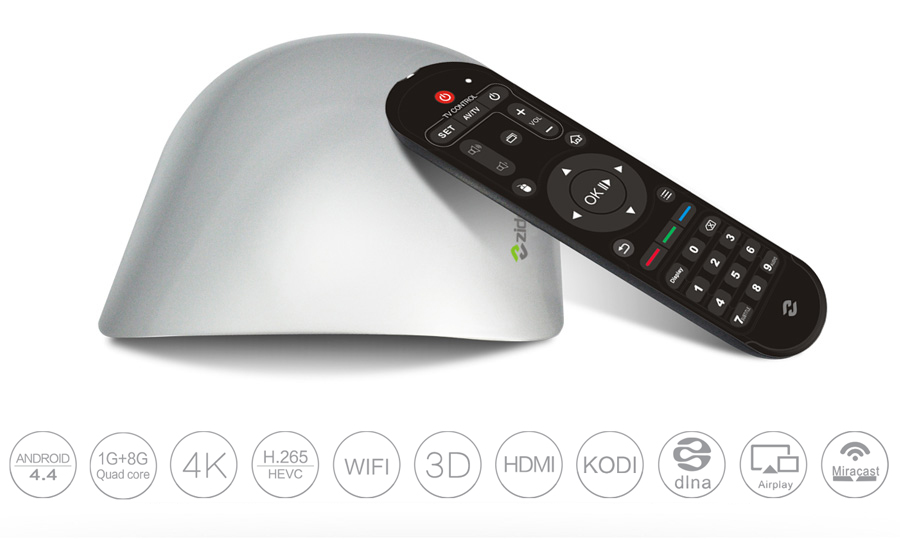 TV CONTROL
SET
AV/TV
VOL
+
−
OK
zid
0
1
2
3
4
5
6
7
8
9
Display
ANDROID
4.4
1G+8G
Quad core
4K
H.265
HEVC
WIFI
3D
HDMI
KODI
dlna
Airplay
Miracast